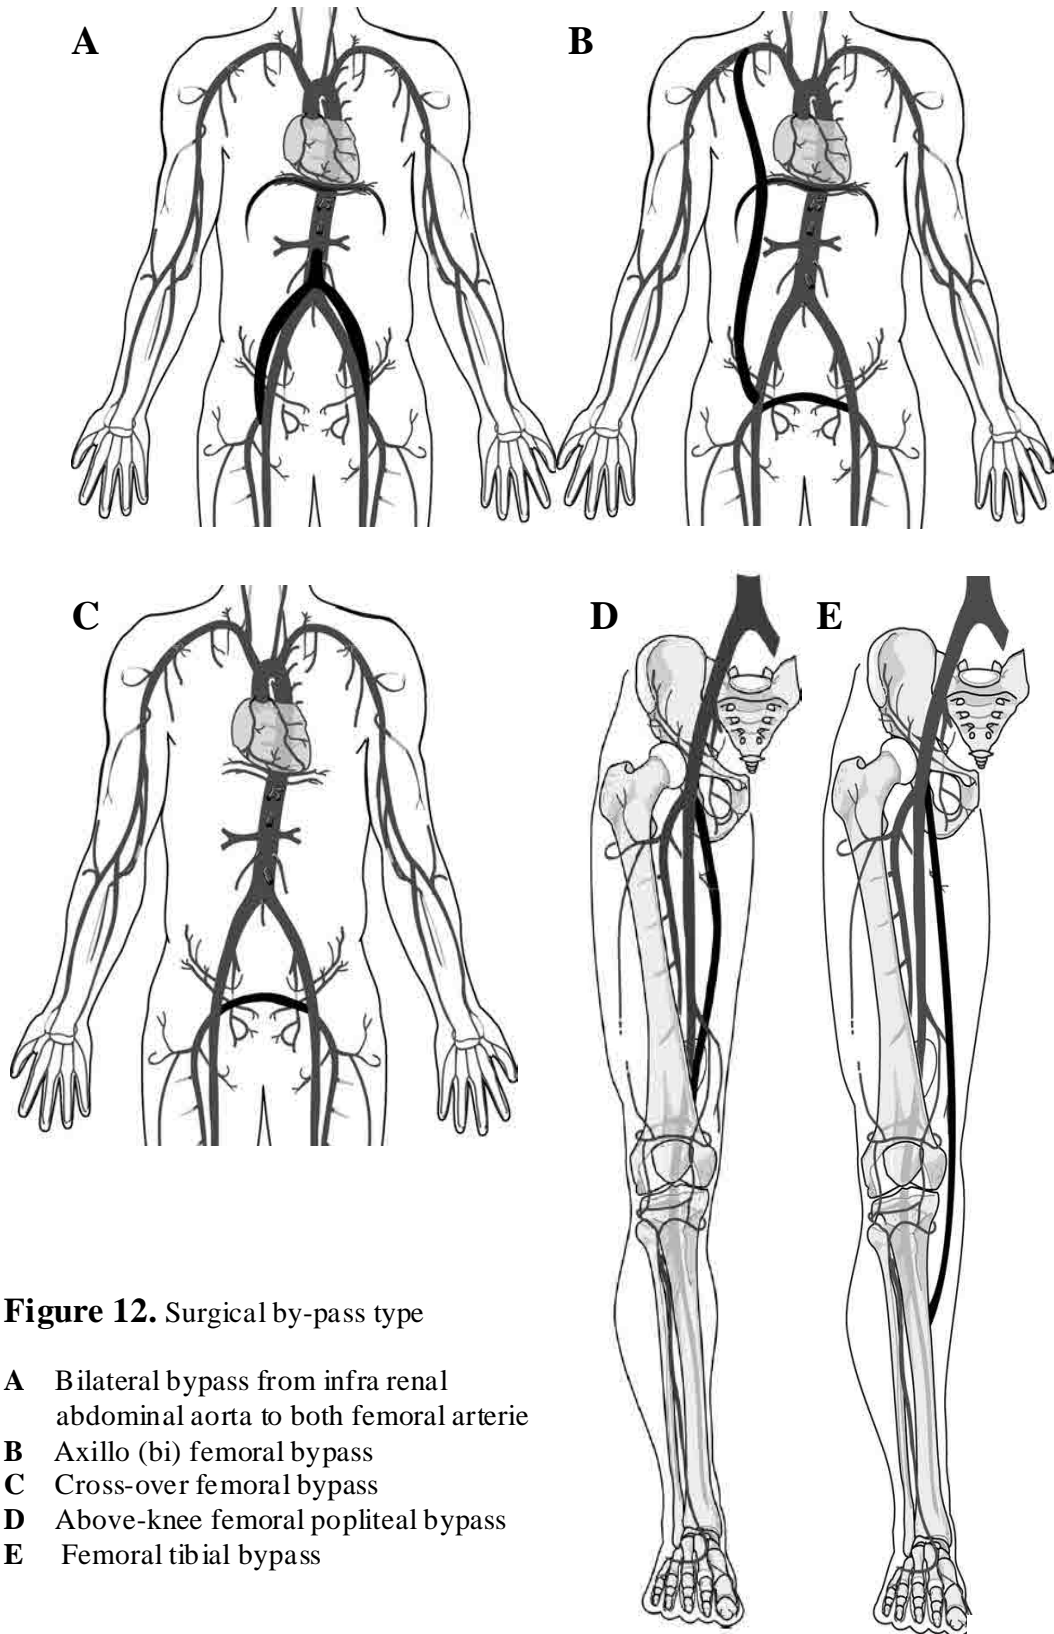 A
B
C
D
E
Figure 12. Surgical by-pass type
A Bilateral bypass from infra renal
abdominal aorta to both femoral arterie
B Axillo (bi) femoral bypass
C Cross-over femoral bypass
D Above-knee femoral popliteal bypass
E Femoral tibial bypass